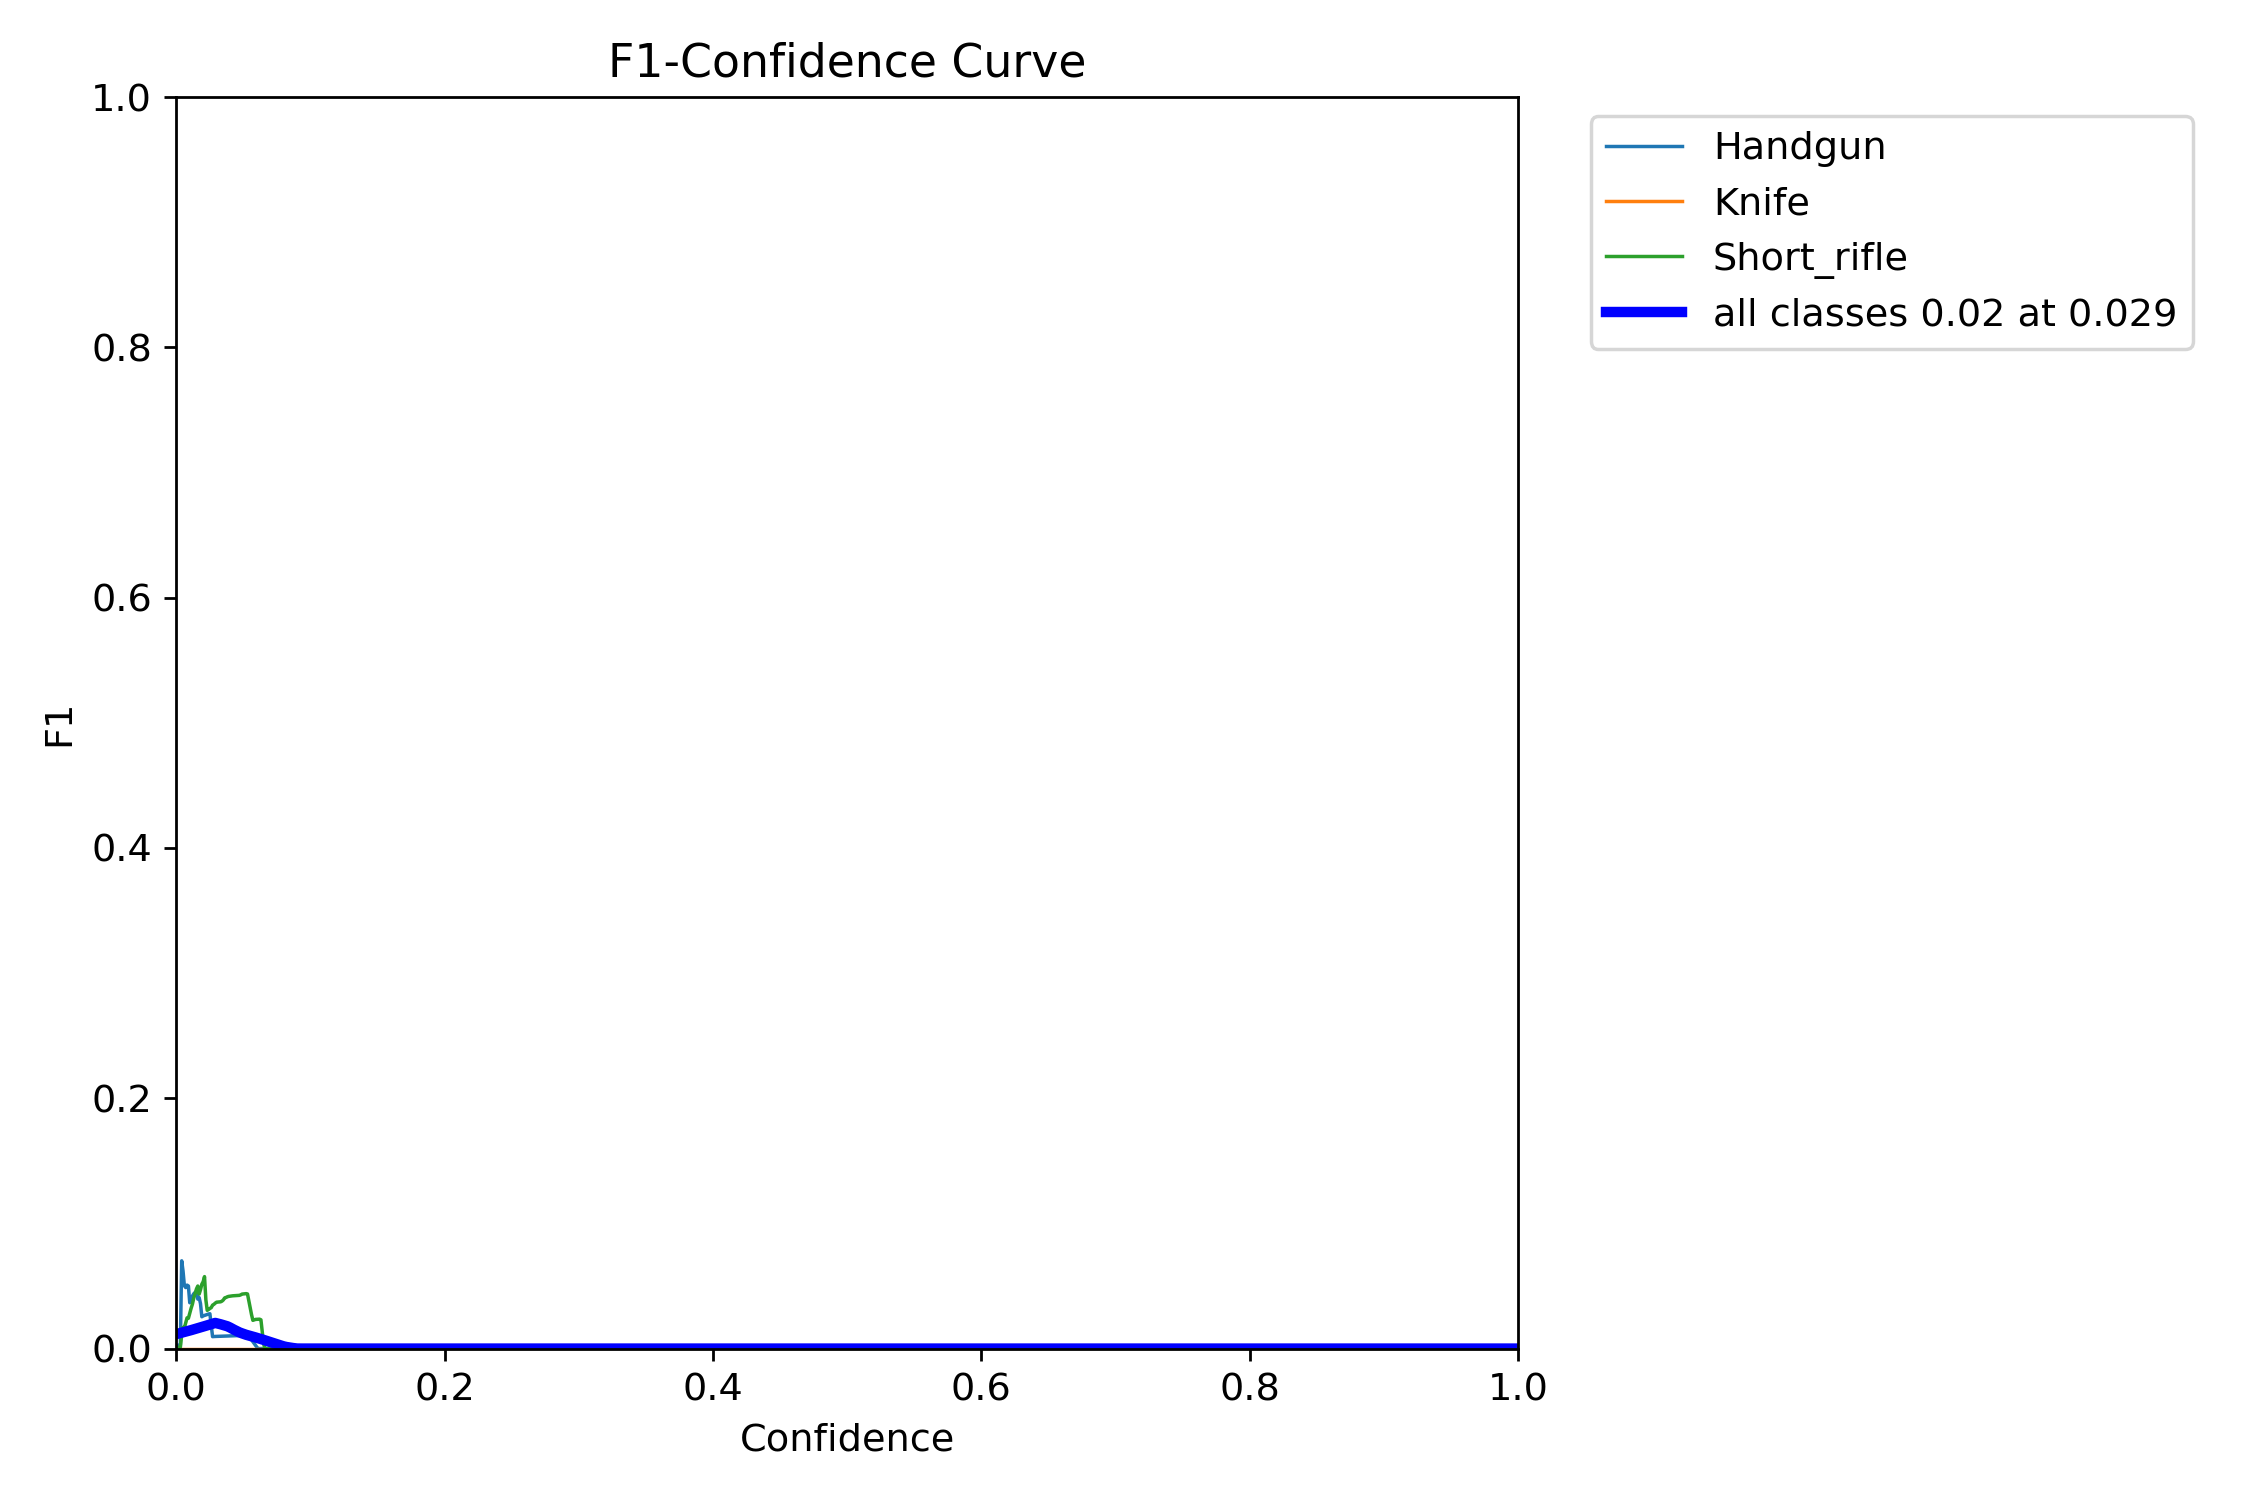 F1-Confidence Curve
1.0
0.8
0.6
0.4
0.2
0.0
F1
0.0 0.2 0.4 0.6 0.8 1.0
Confidence
Handgun
Knife
Short_rifle
all classes 0.02 at 0.029